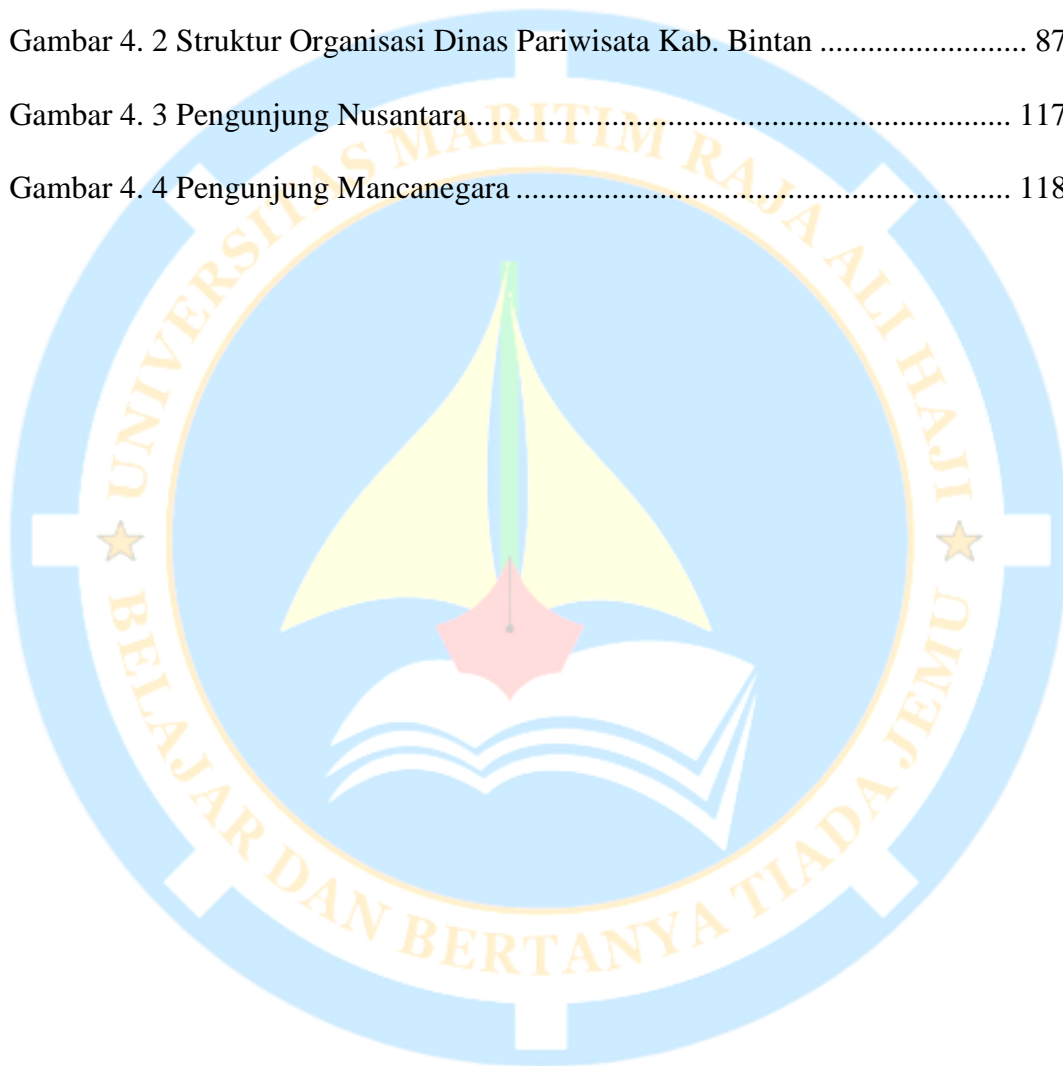 Gambar 4. 2 Struktur Organisasi Dinas Pariwisata Kab. Bintan .......................... 87
Gambar 4. 3 Pengunjung Nusantara..................................................................... 117
Gambar 4. 4 Pengunjung Mancanegara ............................................................... 118
UNIVERSITAS MARITIM RAJA ALI HAJI
BELAJAR DAN BERTANYA TIADA JEMU